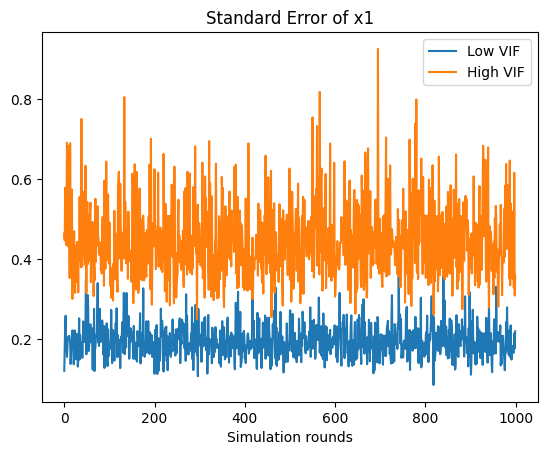 Standard Error of x1
Low VIF
High VIF
0.8
0.6
0.4
0.2
0 200 400 600 800 1000
Simulation rounds